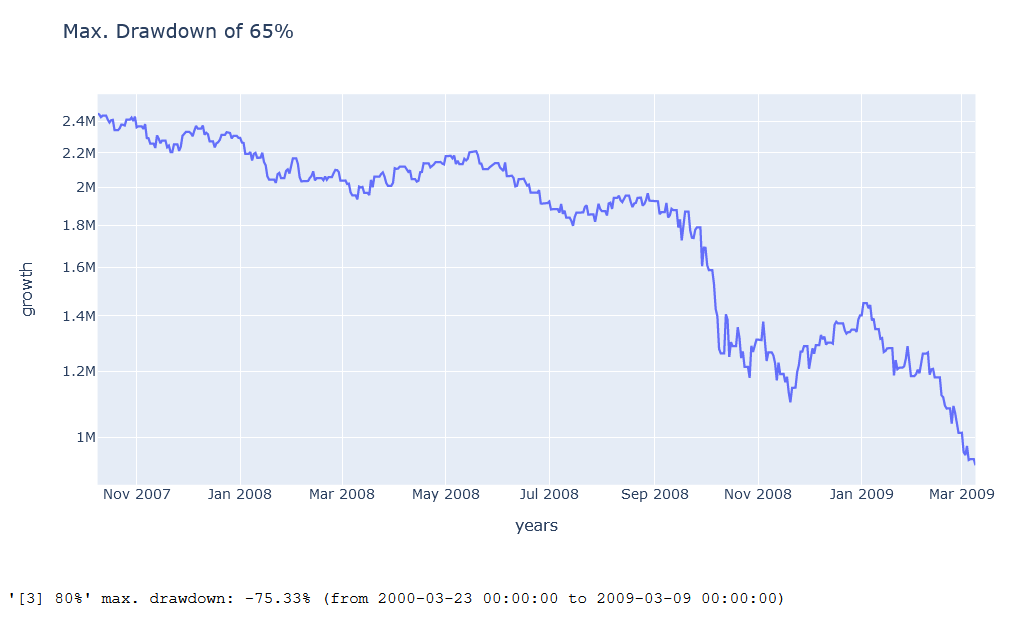 Max. Drawdown of 65%
2.4M
2.2M
2M
1.8M
1.6M
1.4M
1.2M
1M
growth
Nov 2007 Jan 2008 Mar 2008 May 2008 Jul 2008 Sep 2008 Nov 2008 Jan 2009 Mar 2009
years
'[3] 80%' max. drawdown: -75.33% (from 2000-03-23 00:00:00 to 2009-03-09 00:00:00)